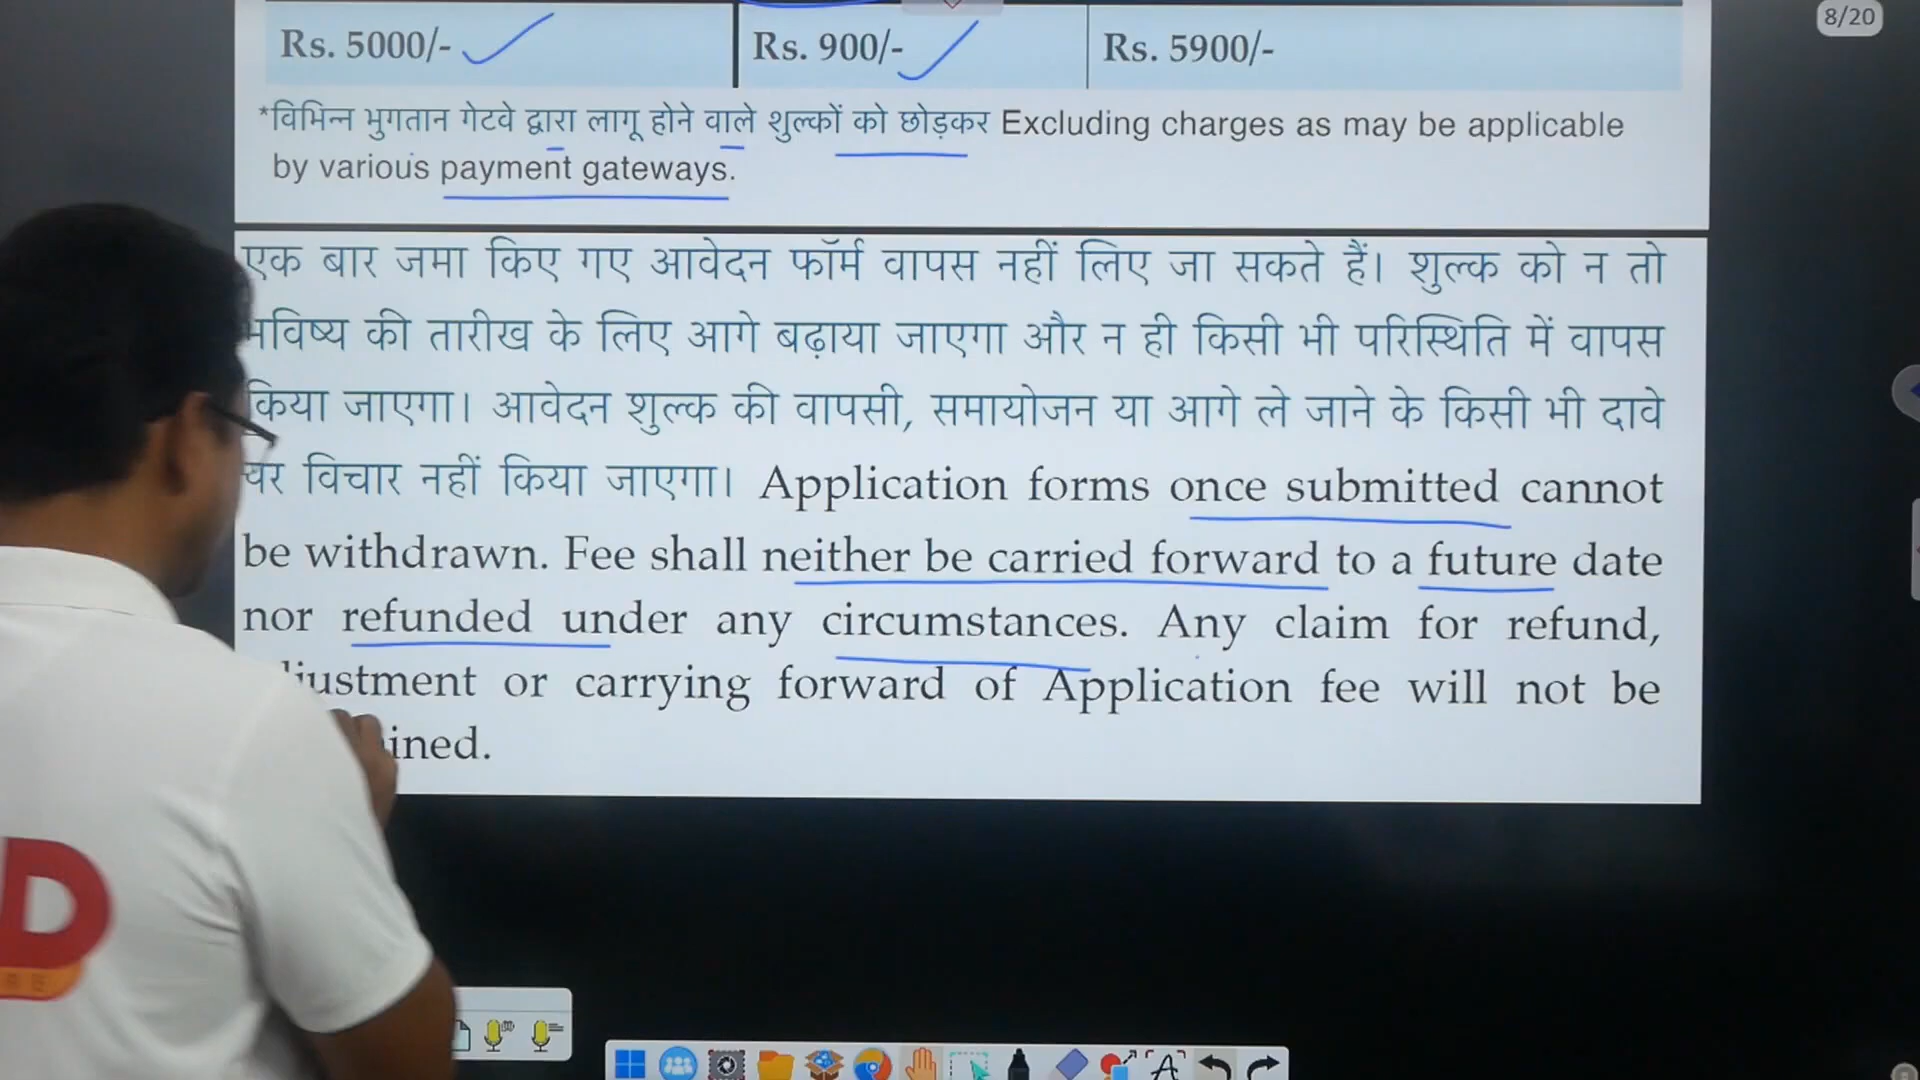 8/20
Rs. 5000/- Rs. 900/- Rs. 5900/-
*विभिन्न भुगतान गेटवे द्वारा लागू होने वाले शुल्कों को छोड़कर Excluding charges as may be applicable
by various payment gateways.
एक बार जमा किए गए आवेदन फॉर्म वापस नहीं लिए जा सकते हैं। शुल्क को न तो
भविष्य की तारीख के लिए आगे बढ़ाया जाएगा और न ही किसी भी परिस्थिति में वापस
किया जाएगा। आवेदन शुल्क की वापसी, समायोजन या आगे ले जाने के किसी भी दावे
पर विचार नहीं किया जाएगा। Application forms once submitted cannot
be withdrawn. Fee shall neither be carried forward to a future date
nor refunded under any circumstances. Any claim for refund,
or carrying forward of Application fee will not be
D